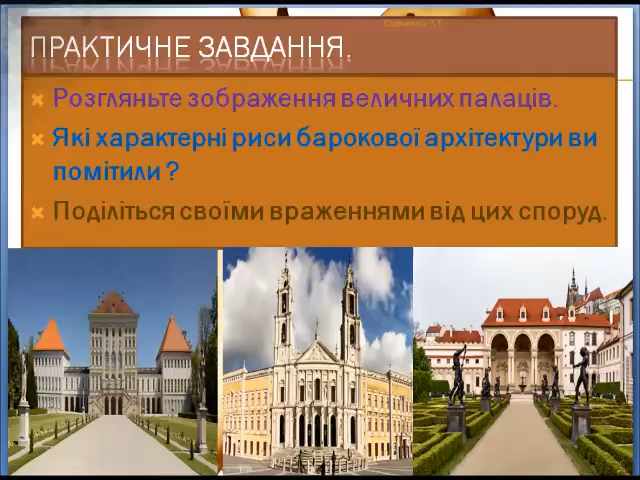 ПРАКТИЧНЕ ЗАВДАННЯ.
Розгляньте зображення величних палаців.
Які характерні риси барокової архітектури ви
помітили ?
Поділіться своїми враженнями від цих споруд.